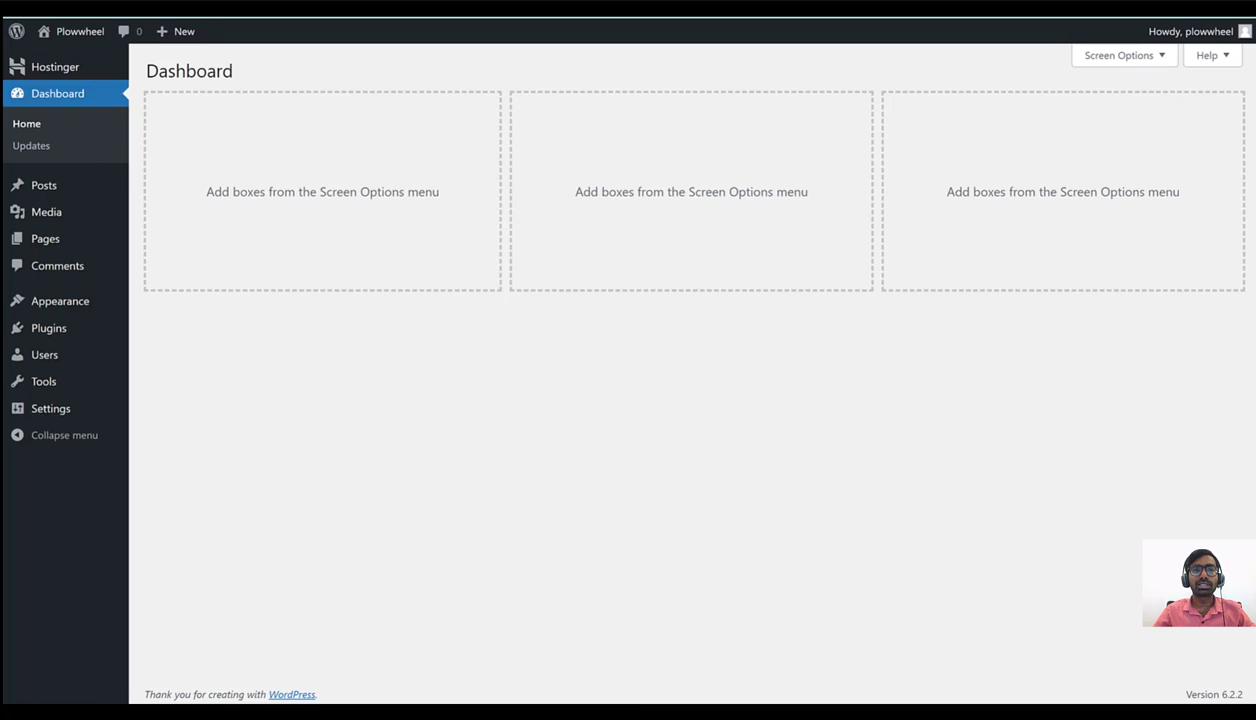 Plowwheel 0 New Howdy, plowwheel
Screen Options Help
Hostinger
Dashboard
Home
Updates
Posts
Media
Pages
Comments
Appearance
Plugins
Users
Tools
Settings
Collapse menu
Dashboard
Add boxes from the Screen Options menu
Add boxes from the Screen Options menu
Add boxes from the Screen Options menu
Thank you for creating with WordPress. Version 6.2.2